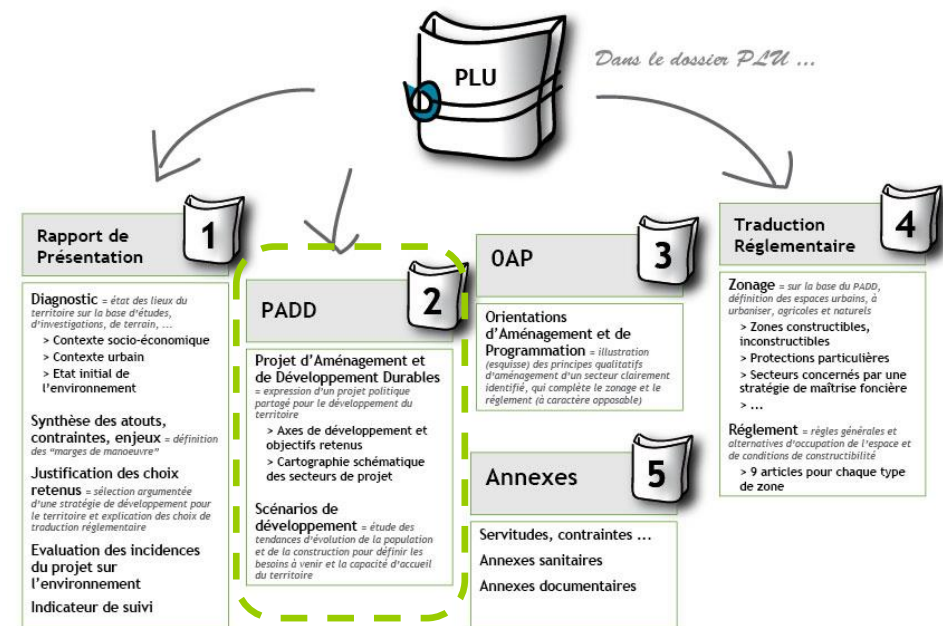 PLU
Dans le dossier PLU ...
1
Rapport de
Présentation
Diagnostic = état des lieux du
territoire sur la base d'études,
d'investigations, de terrain, ...
> Contexte socio-économique
> Contexte urbain
> Etat initial de
l'environnement
Synthèse des atouts,
contraintes, enjeux = définition
des "marges de manoeuvre"
Justification des choix
retenus = sélection argumentée
d'une stratégie de développement pour
le territoire et explication des choix de
traduction réglementaire
Evaluation des incidences
du projet sur
l'environnement
Indicateur de suivi
2
PADD
Projet d'Aménagement et
de Développement Durables
= expression d'un projet politique
partagé pour le développement du
territoire
> Axes de développement et
objectifs retenus
> Cartographie schématique
des secteurs de projet
Scénarios de
développement = étude des
tendances d'évolution de la population
et de la construction pour définir les
besoins à venir et la capacité d'accueil
du territoire
3
OAP
Orientations
d'Aménagement et de
Programmation = illustration
(esquisse) des principes qualitatifs
d'aménagement d'un secteur clairement
identifié, qui complète le zonage et le
réglement (à caractère opposable)
5
Annexes
Servitudes, contraintes ...
Annexes sanitaires
Annexes documentaires
4
Traduction
Réglementaire
Zonage = sur la base du PADD,
définition des espaces urbains, à
urbaniser, agricoles et naturels
> Zones constructibles,
inconstructibles
> Protections particulières
> Secteurs concernés par une
stratégie de maîtrise foncière
> ...
Réglement = règles générales et
alternatives d'occupation de l'espace et
de conditions de constructibilité
> 9 articles pour chaque type
de zone